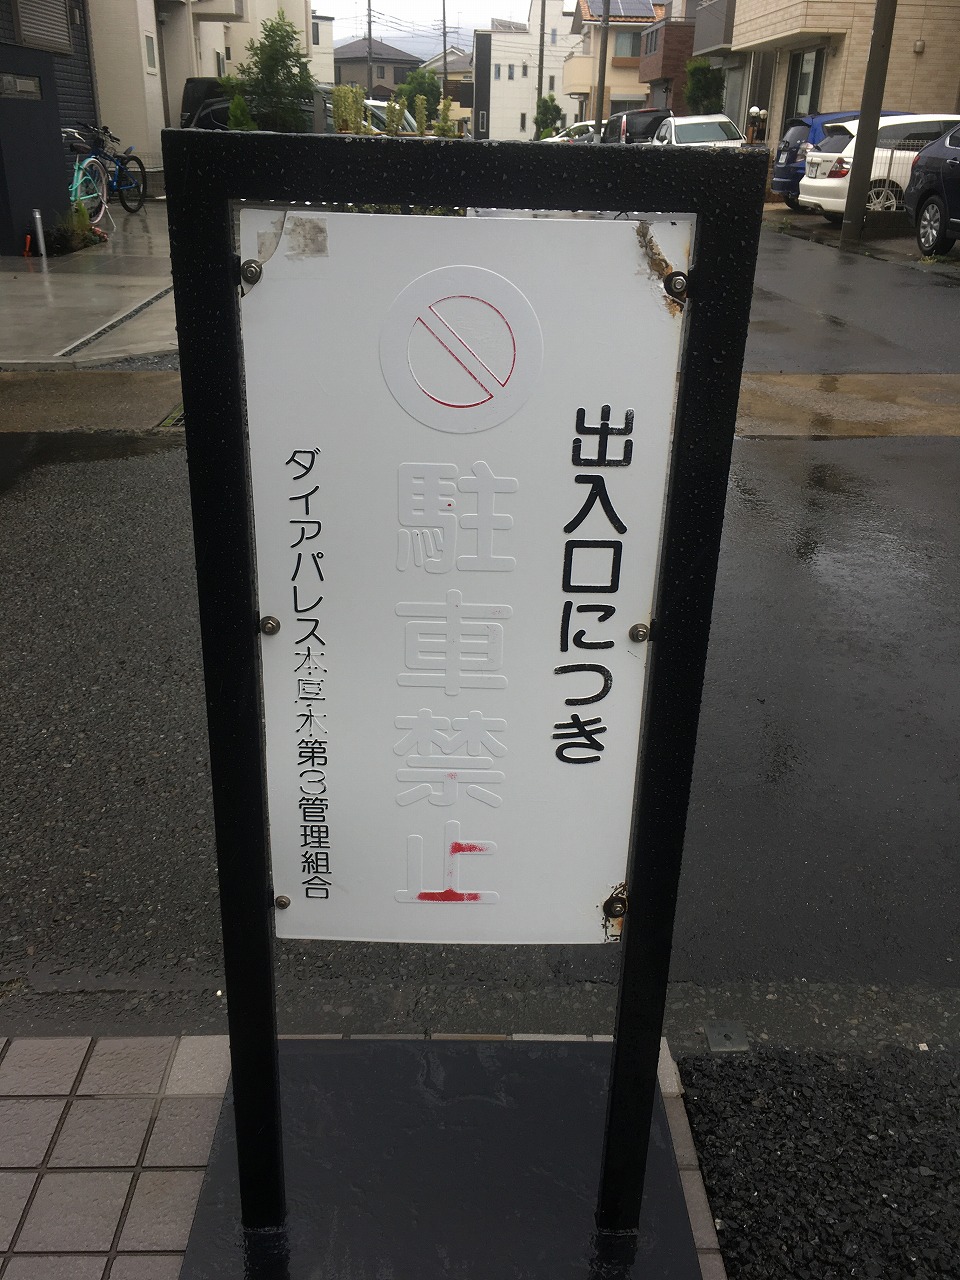 出入口につき
駐車禁止
ダイアパレス本厚木第3管理組合